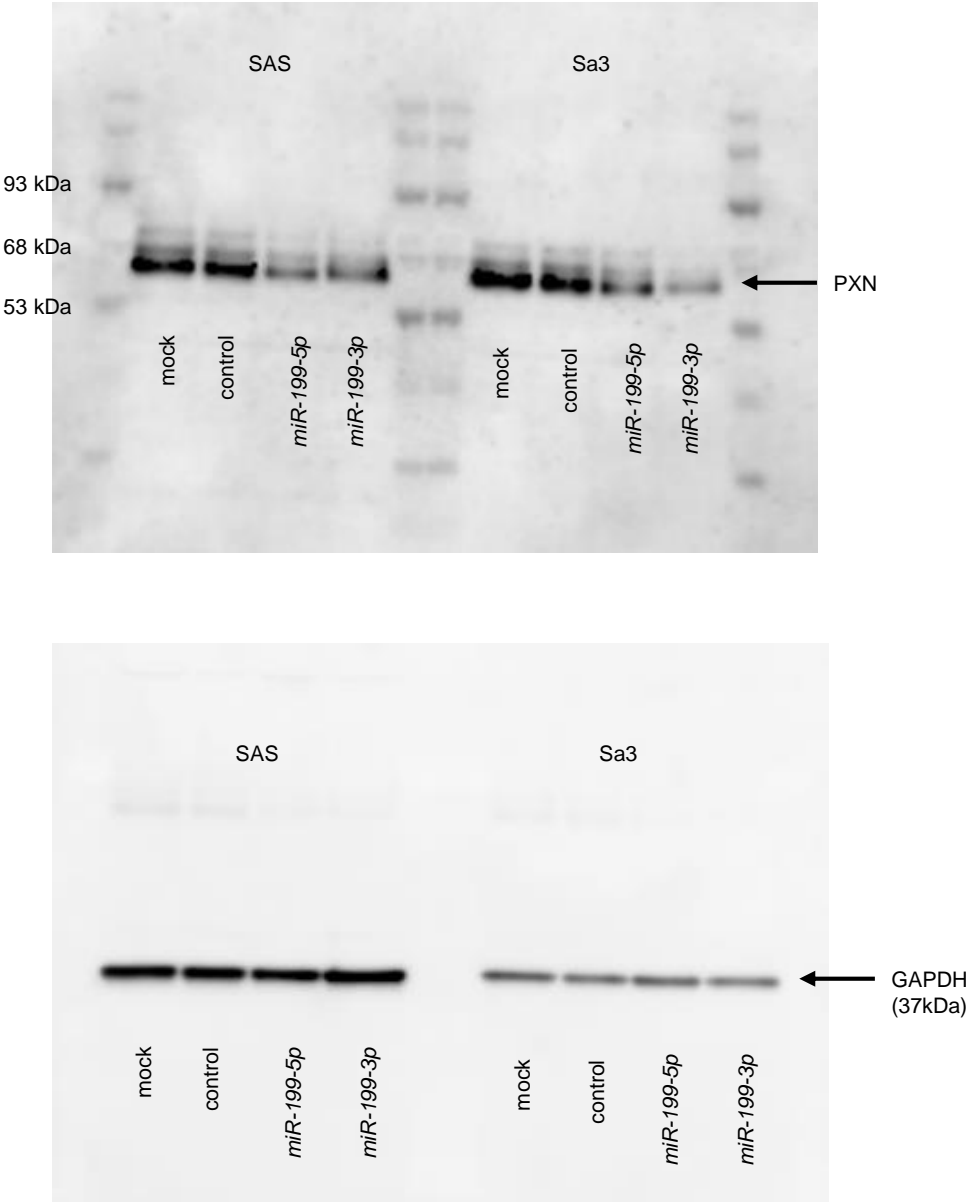 SAS
Sa3
93 kDa
68 kDa
53 kDa
PXN
mock
control
miR-199-5p
miR-199-3p
mock
control
miR-199-5p
miR-199-3p
SAS
Sa3
GAPDH
(37kDa)
mock
control
miR-199-5p
miR-199-3p
mock
control
miR-199-5p
miR-199-3p